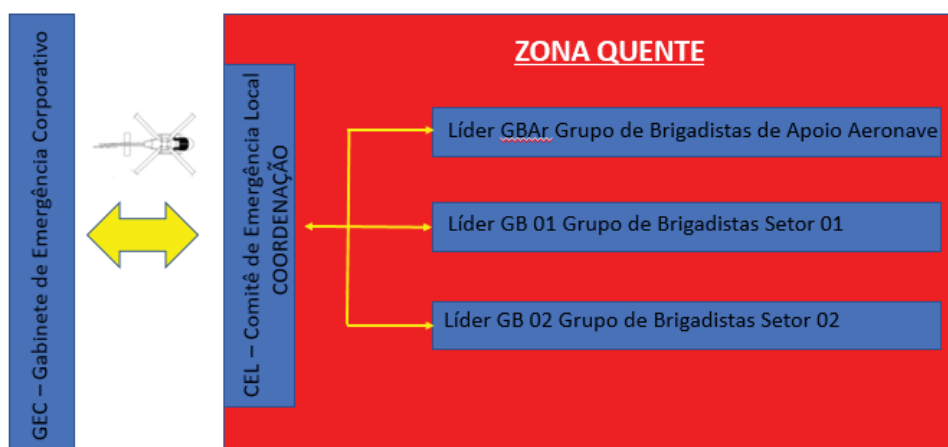 GEC – Gabinete de Emergência Corporativo
CEL – Comitê de Emergência Local
COORDENAÇÃO
ZONA QUENTE
Líder GBAr Grupo de Brigadistas de Apoio Aeronave
Líder GB 01 Grupo de Brigadistas Setor 01
Líder GB 02 Grupo de Brigadistas Setor 02